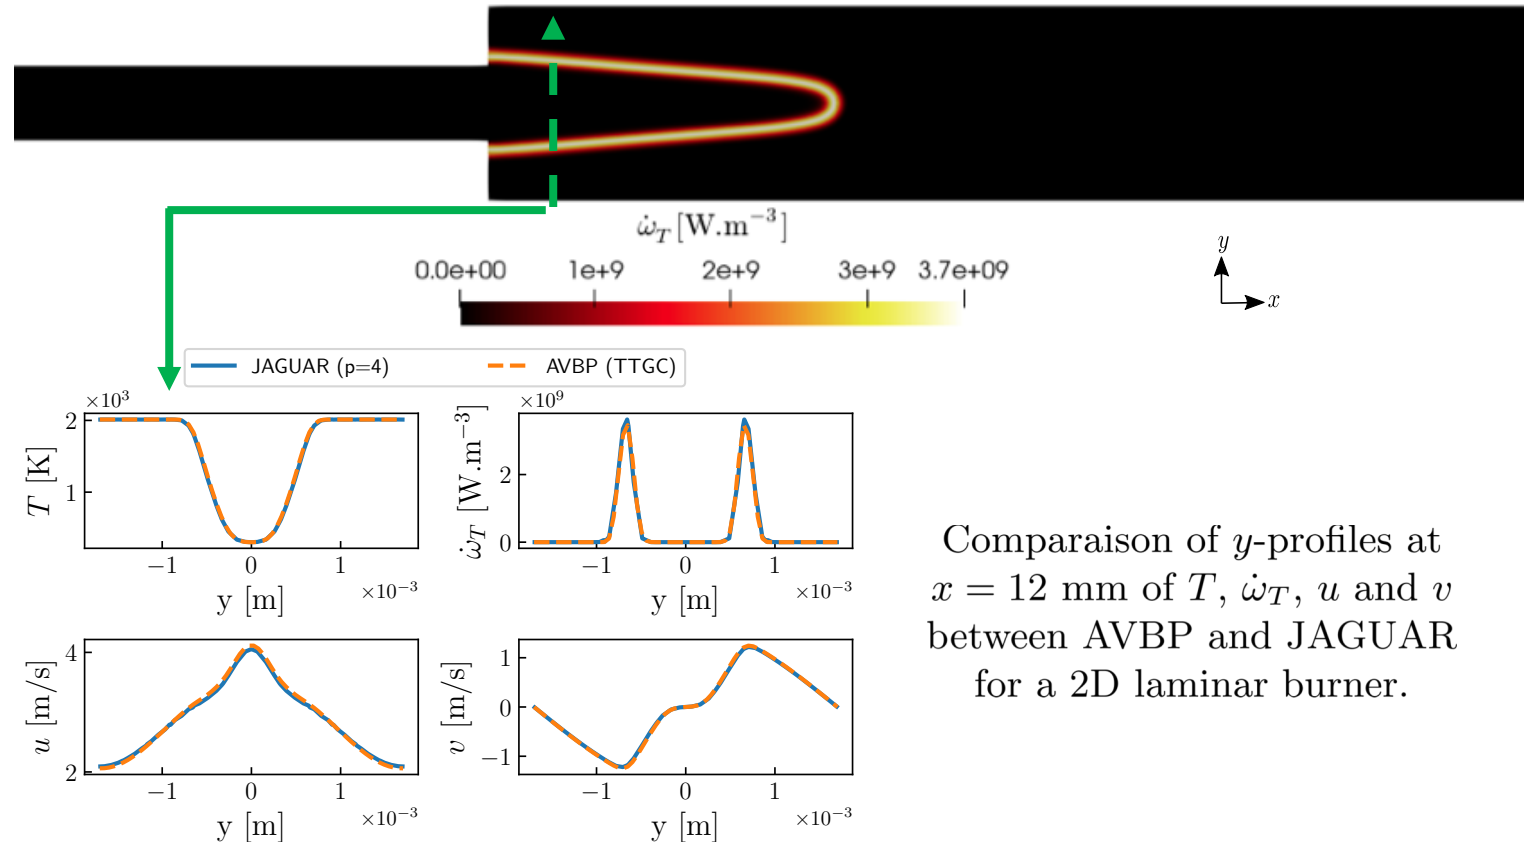 ω̇_T [W.m⁻³]
0.0e+00 1e+9 2e+9 3e+9 3.7e+09
y
x
JAGUAR (p=4) AVBP (TTGC)
×10³
2
1
T [K]
−1 0 1
×10⁻³
y [m]
×10⁹
2
0
ω̇_T [W.m⁻³]
−1 0 1
×10⁻³
y [m]
4
2
u [m/s]
−1 0 1
×10⁻³
y [m]
1
0
−1
v [m/s]
−1 0 1
×10⁻³
y [m]
Comparaison of y-profiles at
x = 12 mm of T, ω̇_T, u and v
between AVBP and JAGUAR
for a 2D laminar burner.